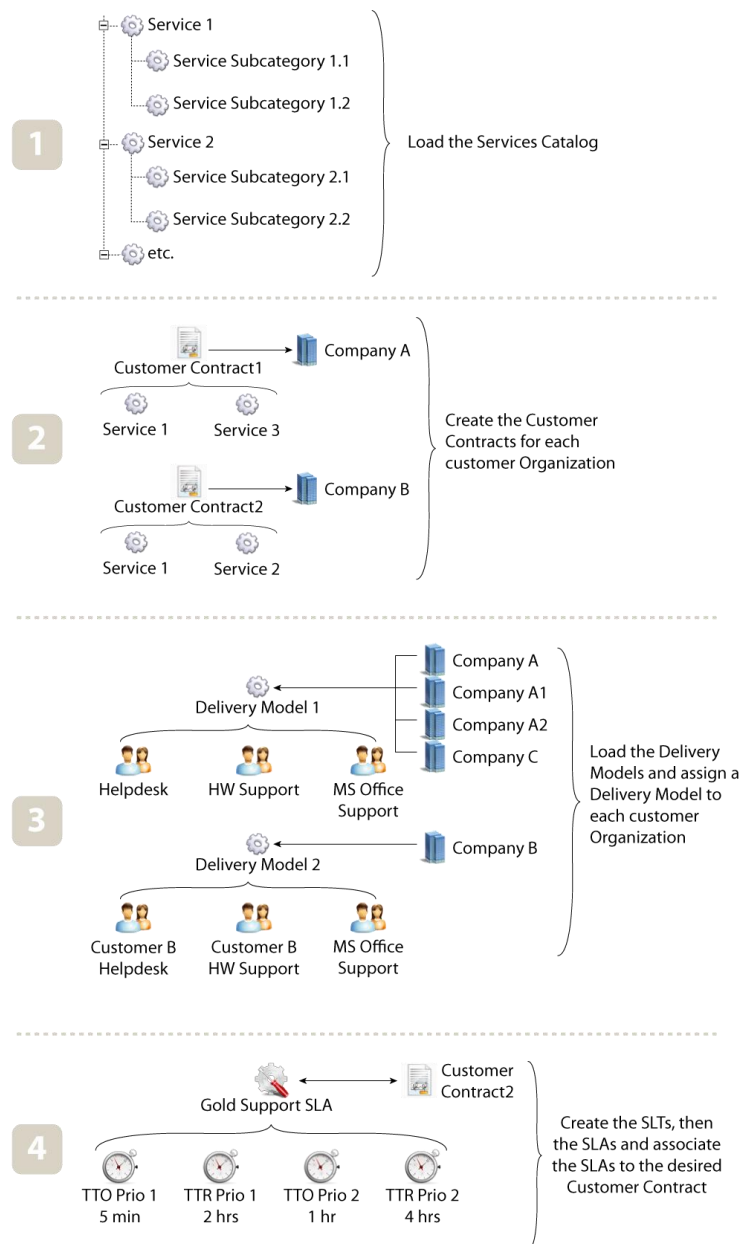 1
Service 1
Service Subcategory 1.1
Service Subcategory 1.2
Service 2
Service Subcategory 2.1
Service Subcategory 2.2
etc.
Load the Services Catalog
2
Customer Contract1
Company A
Service 1
Service 3
Customer Contract2
Company B
Service 1
Service 2
Create the Customer
Contracts for each
customer Organization
3
Delivery Model 1
Company A
Company A1
Company A2
Company C
Helpdesk
HW Support
MS Office
Support
Delivery Model 2
Company B
Customer B
Helpdesk
Customer B
HW Support
MS Office
Support
Load the Delivery
Models and assign a
Delivery Model to
each customer
Organization
4
Gold Support SLA
Customer
Contract2
TTO Prio 1
5 min
TTR Prio 1
2 hrs
TTO Prio 2
1 hr
TTR Prio 2
4 hrs
Create the SLTs, then
the SLAs and associate
the SLAs to the desired
Customer Contract